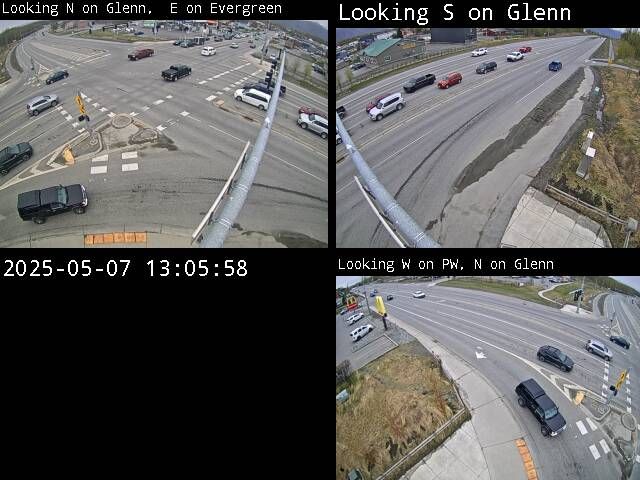 Looking N on Glenn, E on Evergreen
Looking S on Glenn
2025-05-07 13:05:58
Looking W on PW, N on Glenn